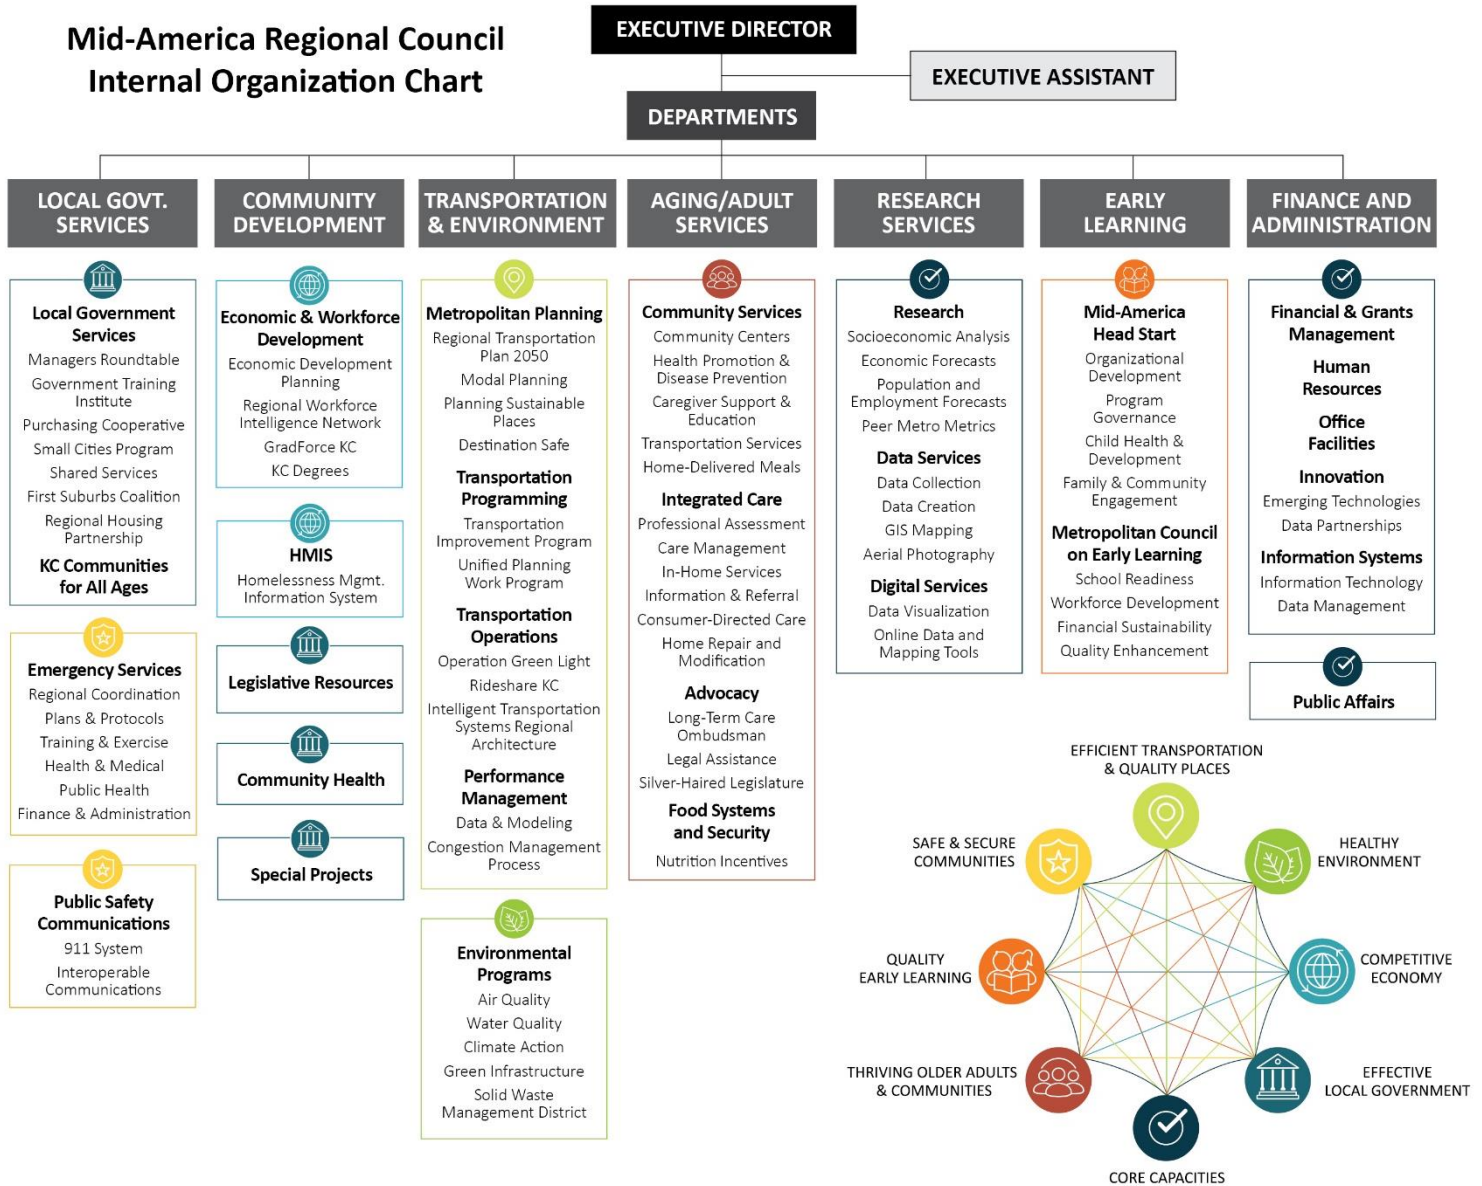 Mid-America Regional Council
Internal Organization Chart
EXECUTIVE DIRECTOR
EXECUTIVE ASSISTANT
DEPARTMENTS
LOCAL GOVT.
SERVICES
Local Government
Services
Managers Roundtable
Government Training
Institute
Purchasing Cooperative
Small Cities Program
Shared Services
First Suburbs Coalition
Regional Housing
Partnership
KC Communities
for All Ages
Emergency Services
Regional Coordination
Plans & Protocols
Training & Exercise
Health & Medical
Public Health
Finance & Administration
Public Safety
Communications
911 System
Interoperable
Communications
COMMUNITY
DEVELOPMENT
Economic & Workforce
Development
Economic Development
Planning
Regional Workforce
Intelligence Network
GradForce KC
KC Degrees
HMIS
Homelessness Mgmt.
Information System
Legislative Resources
Community Health
Special Projects
TRANSPORTATION
& ENVIRONMENT
Metropolitan Planning
Regional Transportation
Plan 2050
Modal Planning
Planning Sustainable
Places
Destination Safe
Transportation
Programming
Transportation
Improvement Program
Unified Planning
Work Program
Transportation
Operations
Operation Green Light
Rideshare KC
Intelligent Transportation
Systems Regional
Architecture
Performance
Management
Data & Modeling
Congestion Management
Process
Environmental
Programs
Air Quality
Water Quality
Climate Action
Green Infrastructure
Solid Waste
Management District
AGING/ADULT
SERVICES
Community Services
Community Centers
Health Promotion &
Disease Prevention
Caregiver Support &
Education
Transportation Services
Home-Delivered Meals
Integrated Care
Professional Assessment
Care Management
In-Home Services
Information & Referral
Consumer-Directed Care
Home Repair and
Modification
Advocacy
Long-Term Care
Ombudsman
Legal Assistance
Silver-Haired Legislature
Food Systems
and Security
Nutrition Incentives
RESEARCH
SERVICES
Research
Socioeconomic Analysis
Economic Forecasts
Population and
Employment Forecasts
Peer Metro Metrics
Data Services
Data Collection
Data Creation
GIS Mapping
Aerial Photography
Digital Services
Data Visualization
Online Data and
Mapping Tools
EARLY
LEARNING
Mid-America
Head Start
Organizational
Development
Program
Governance
Child Health &
Development
Family & Community
Engagement
Metropolitan Council
on Early Learning
School Readiness
Workforce Development
Financial Sustainability
Quality Enhancement
FINANCE AND
ADMINISTRATION
Financial & Grants
Management
Human
Resources
Office
Facilities
Innovation
Emerging Technologies
Data Partnerships
Information Systems
Information Technology
Data Management
Public Affairs
EFFICIENT TRANSPORTATION
& QUALITY PLACES
SAFE & SECURE
COMMUNITIES
HEALTHY
ENVIRONMENT
QUALITY
EARLY LEARNING
COMPETITIVE
ECONOMY
THRIVING OLDER ADULTS
& COMMUNITIES
EFFECTIVE
LOCAL GOVERNMENT
CORE CAPACITIES